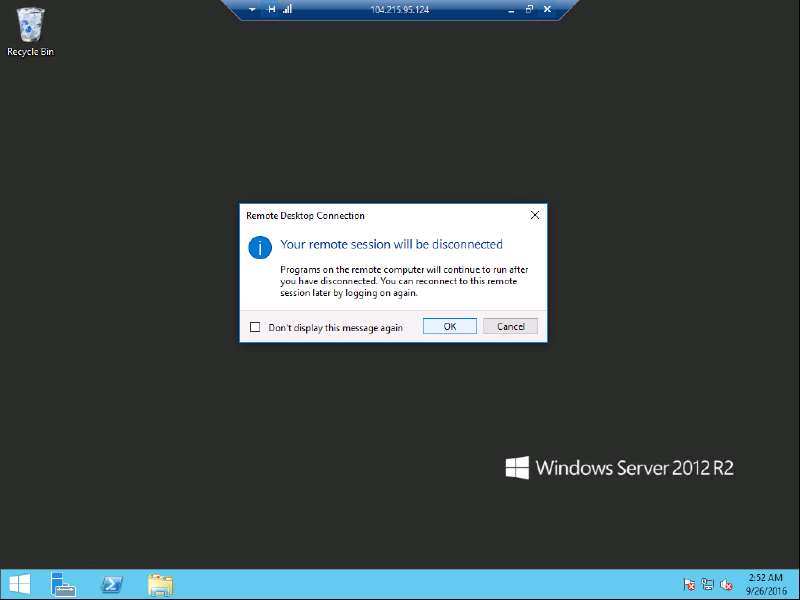 104.215.95.124
Recycle Bin
Remote Desktop Connection
Your remote session will be disconnected
Programs on the remote computer will continue to run after
you have disconnected. You can reconnect to this remote
session later by logging on again.
Don't display this message again
OK
Cancel
Windows Server 2012 R2
2:52 AM
9/26/2016